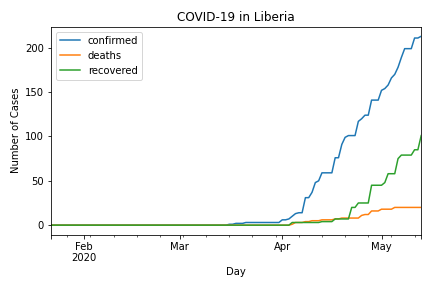 COVID-19 in Liberia
confirmed
deaths
recovered
Number of Cases
200
150
100
50
0
Feb
2020
Mar
Apr
May
Day